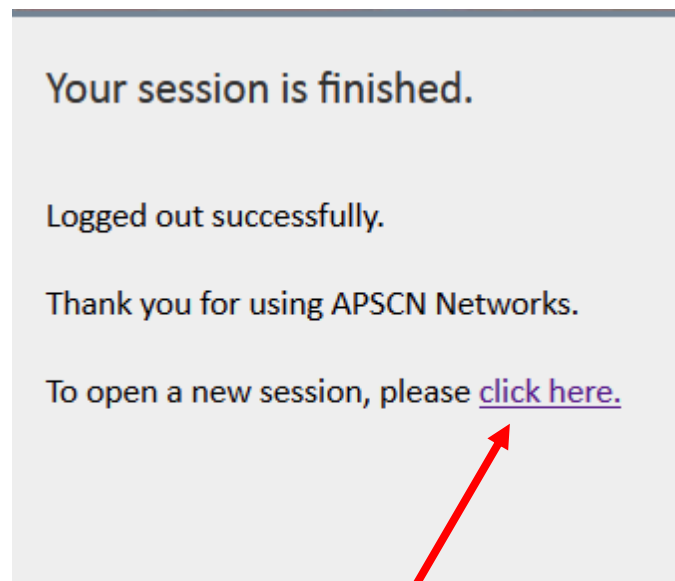 Your session is finished.
Logged out successfully.
Thank you for using APSCN Networks.
To open a new session, please click here.